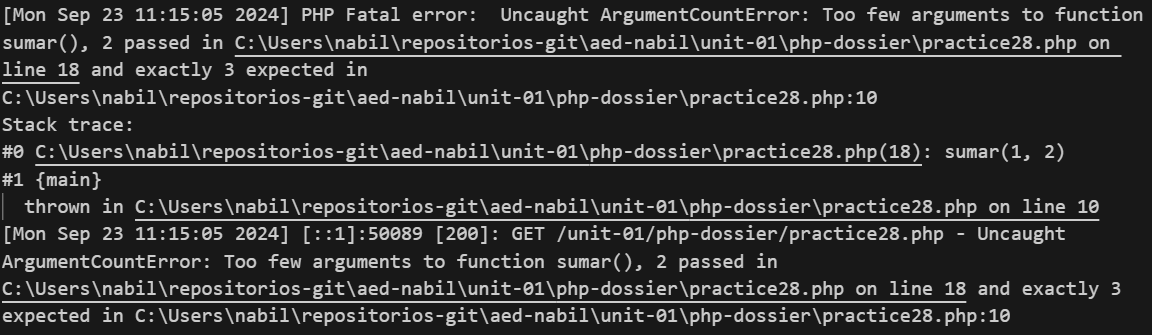 [Mon Sep 23 11:15:05 2024] PHP Fatal error:  Uncaught ArgumentCountError: Too few arguments to function
sumar(), 2 passed in C:\Users\nabil\repositorios-git\aed-nabil\unit-01\php-dossier\practice28.php on
line 18 and exactly 3 expected in
C:\Users\nabil\repositorios-git\aed-nabil\unit-01\php-dossier\practice28.php:10
Stack trace:
#0 C:\Users\nabil\repositorios-git\aed-nabil\unit-01\php-dossier\practice28.php(18): sumar(1, 2)
#1 {main}
  thrown in C:\Users\nabil\repositorios-git\aed-nabil\unit-01\php-dossier\practice28.php on line 10
[Mon Sep 23 11:15:05 2024] [::1]:50089 [200]: GET /unit-01/php-dossier/practice28.php - Uncaught
ArgumentCountError: Too few arguments to function sumar(), 2 passed in
C:\Users\nabil\repositorios-git\aed-nabil\unit-01\php-dossier\practice28.php on line 18 and exactly 3
expected in C:\Users\nabil\repositorios-git\aed-nabil\unit-01\php-dossier\practice28.php:10